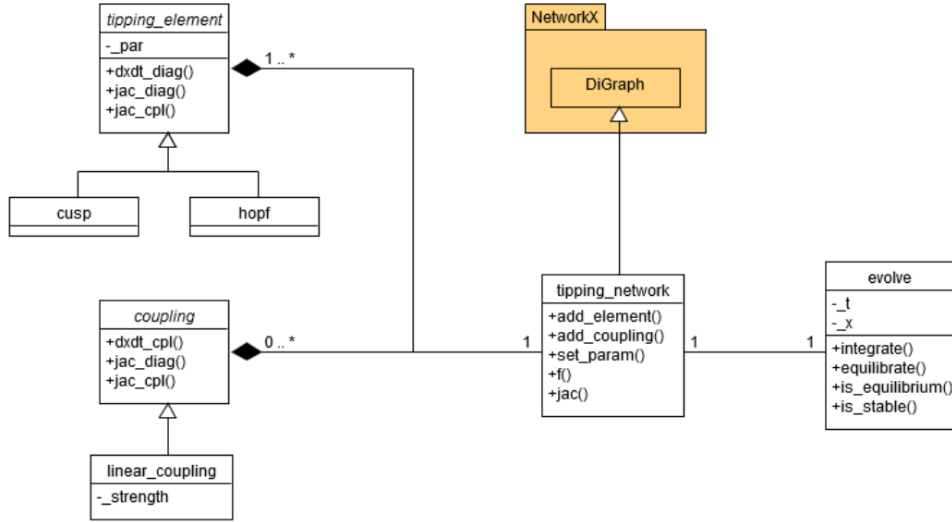 tipping_element
-_par
+dxdt_diag()
+jac_diag()
+jac_cpl()
1 .. *
NetworkX
DiGraph
cusp
hopf
coupling
+dxdt_cpl()
+jac_diag()
+jac_cpl()
0 .. *
1
tipping_network
+add_element()
+add_coupling()
+set_param()
+f()
+jac()
1
1
evolve
-_t
-_x
+integrate()
+equilibrate()
+is_equilibrium()
+is_stable()
linear_coupling
-_strength